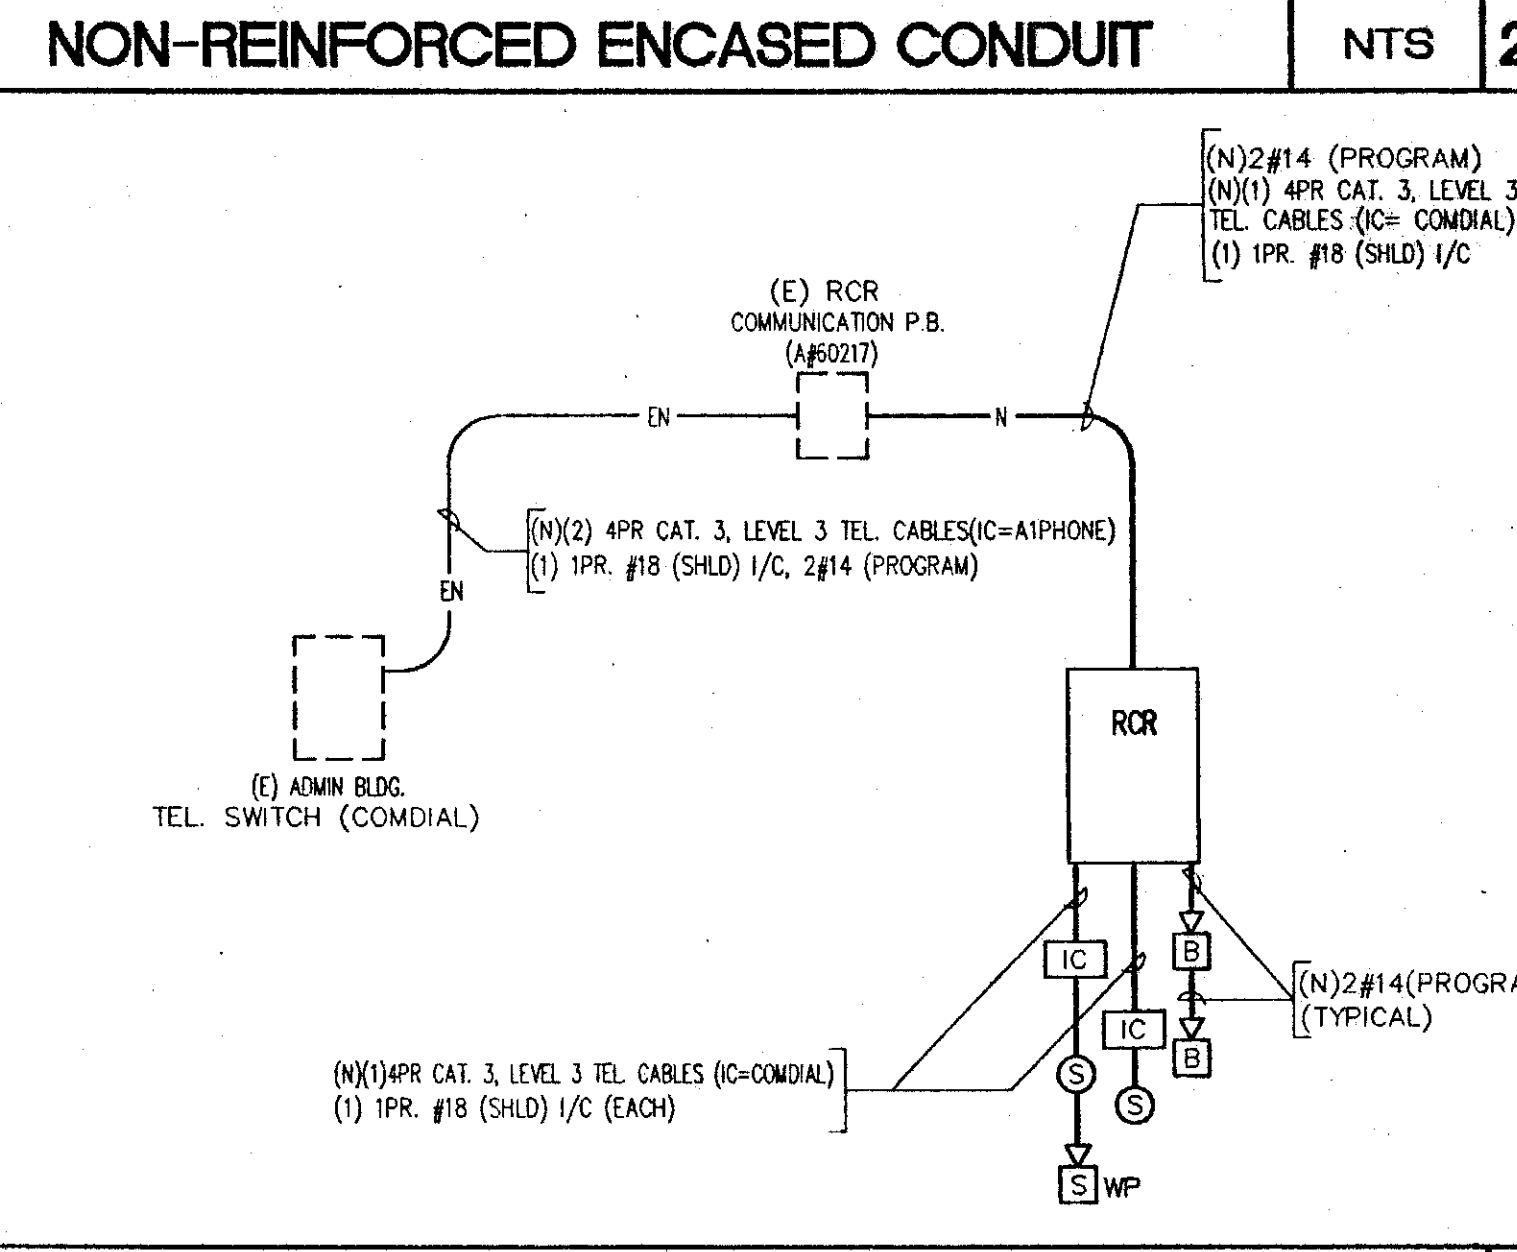 NON-REINFORCED ENCASED CONDUIT
NTS
2
(N)2#14 (PROGRAM)
(N)(1) 4PR CAT. 3, LEVEL 3
TEL. CABLES (IC= COMDIAL)
(1) 1PR. #18 (SHLD) I/C
(E) RCR
COMMUNICATION P.B.
(A#60217)
EN
N
(N)(2) 4PR CAT. 3, LEVEL 3 TEL. CABLES(IC=A1PHONE)
(1) 1PR. #18 (SHLD) I/C, 2#14 (PROGRAM)
EN
RCR
(E) ADMIN BLDG.
TEL. SWITCH (COMDIAL)
IC
B
(N)2#14(PROGRA
(TYPICAL)
IC
B
(N)(1)4PR CAT. 3, LEVEL 3 TEL. CABLES (IC=COMDIAL)
(1) 1PR. #18 (SHLD) I/C (EACH)
S
S
S WP